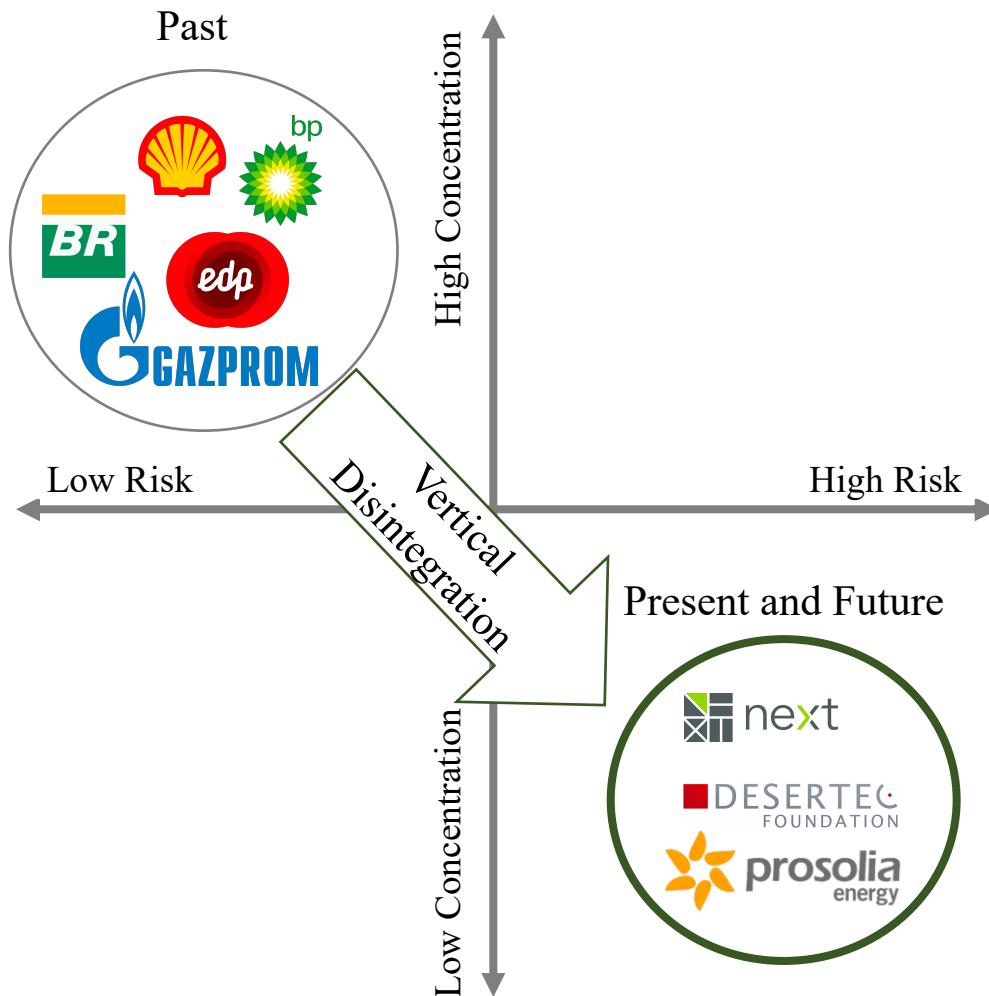 Past
bp
BR
edp
GAZPROM
High Concentration
Low Risk
High Risk
Vertical
Disintegration
Present and Future
next
DESERTEC
FOUNDATION
prosolia
energy
Low Concentration